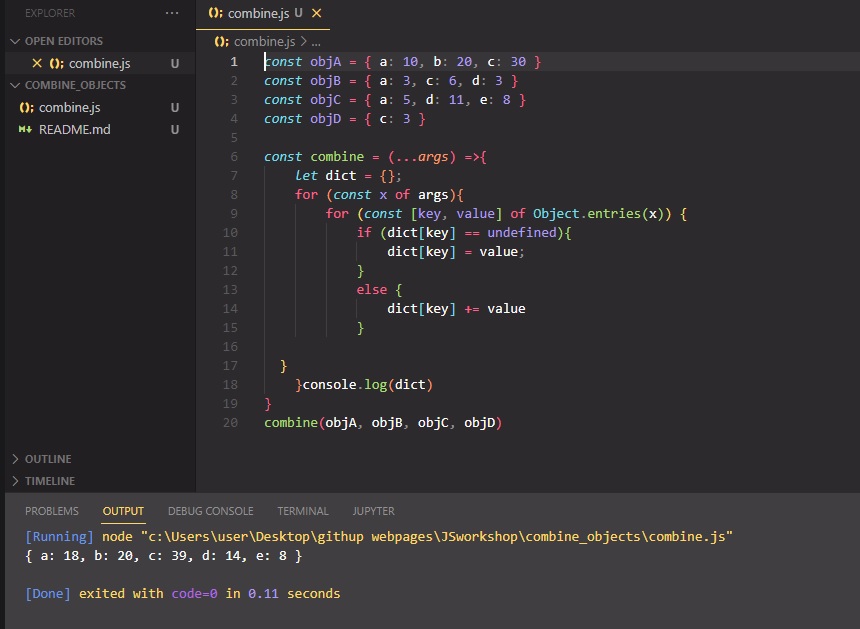 EXPLORER ...
OPEN EDITORS
combine.js U
COMBINE_OBJECTS
combine.js U
README.md U
OUTLINE
TIMELINE
combine.js U
combine.js > ...
1 const objA = { a: 10, b: 20, c: 30 }
2 const objB = { a: 3, c: 6, d: 3 }
3 const objC = { a: 5, d: 11, e: 8 }
4 const objD = { c: 3 }
5
6 const combine = (...args) =>{
7 let dict = {};
8 for (const x of args){
9 for (const [key, value] of Object.entries(x)) {
10 if (dict[key] == undefined){
11 dict[key] = value;
12 }
13 else {
14 dict[key] += value
15 }
16
17 }
18 }console.log(dict)
19 }
20 combine(objA, objB, objC, objD)
PROBLEMS OUTPUT DEBUG CONSOLE TERMINAL JUPYTER
[Running] node "c:\Users\user\Desktop\githup webpages\JSworkshop\combine_objects\combine.js"
{ a: 18, b: 20, c: 39, d: 14, e: 8 }
[Done] exited with code=0 in 0.11 seconds